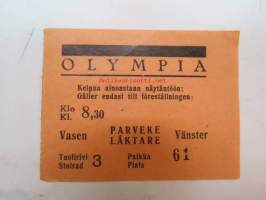 OLYMPIA
Kelpaa ainoastaan näytäntöön:
Gäller endast till föreställningen:
Klo
Kl. 8,30
Vasen PARVEKE LÄKTARE Vänster
Tuolirivi
Stolrad 3
Paikka
Plats 61